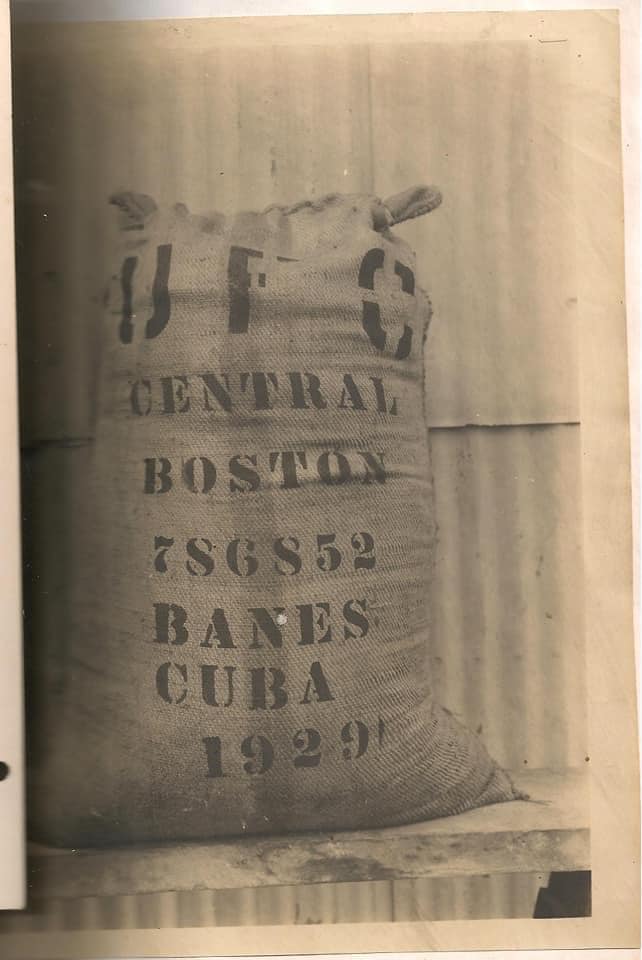 U F C
CENTRAL
BOSTON
786852
BANES
CUBA
1929